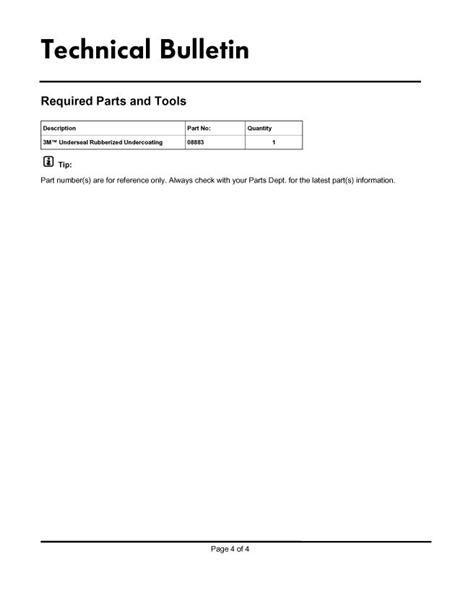 Technical Bulletin
Required Parts and Tools
Description Part No: Quantity
3M™ Underseal Rubberized Undercoating 08883 1
Tip:
Part number(s) are for reference only. Always check with your Parts Dept. for the latest part(s) information.
Page 4 of 4